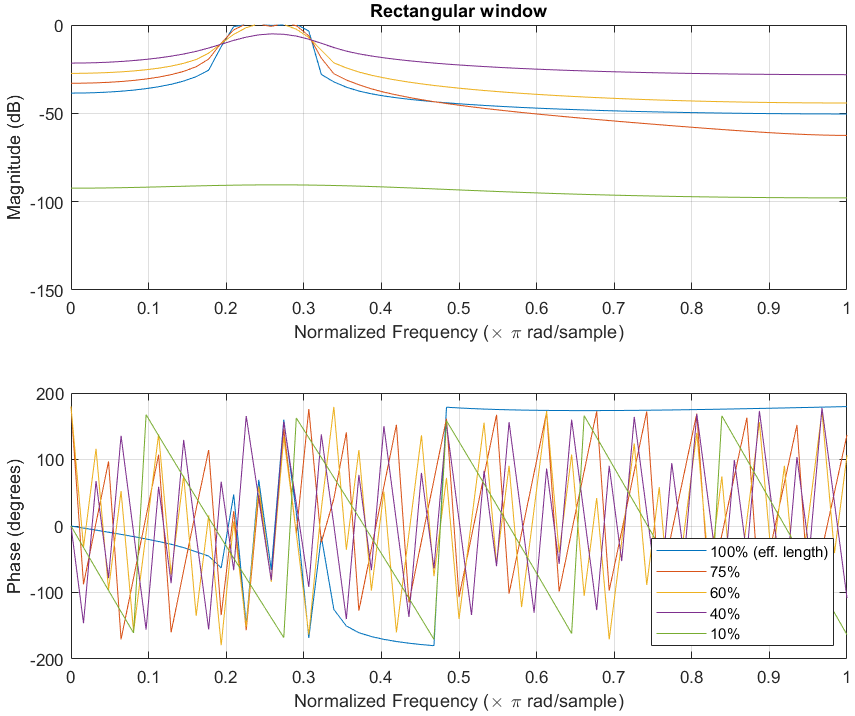 Rectangular window
0
-50
-100
-150
Magnitude (dB)
0 0.1 0.2 0.3 0.4 0.5 0.6 0.7 0.8 0.9 1
Normalized Frequency (× π rad/sample)
200
100
0
-100
-200
Phase (degrees)
100% (eff. length)
75%
60%
40%
10%
0 0.1 0.2 0.3 0.4 0.5 0.6 0.7 0.8 0.9 1
Normalized Frequency (× π rad/sample)